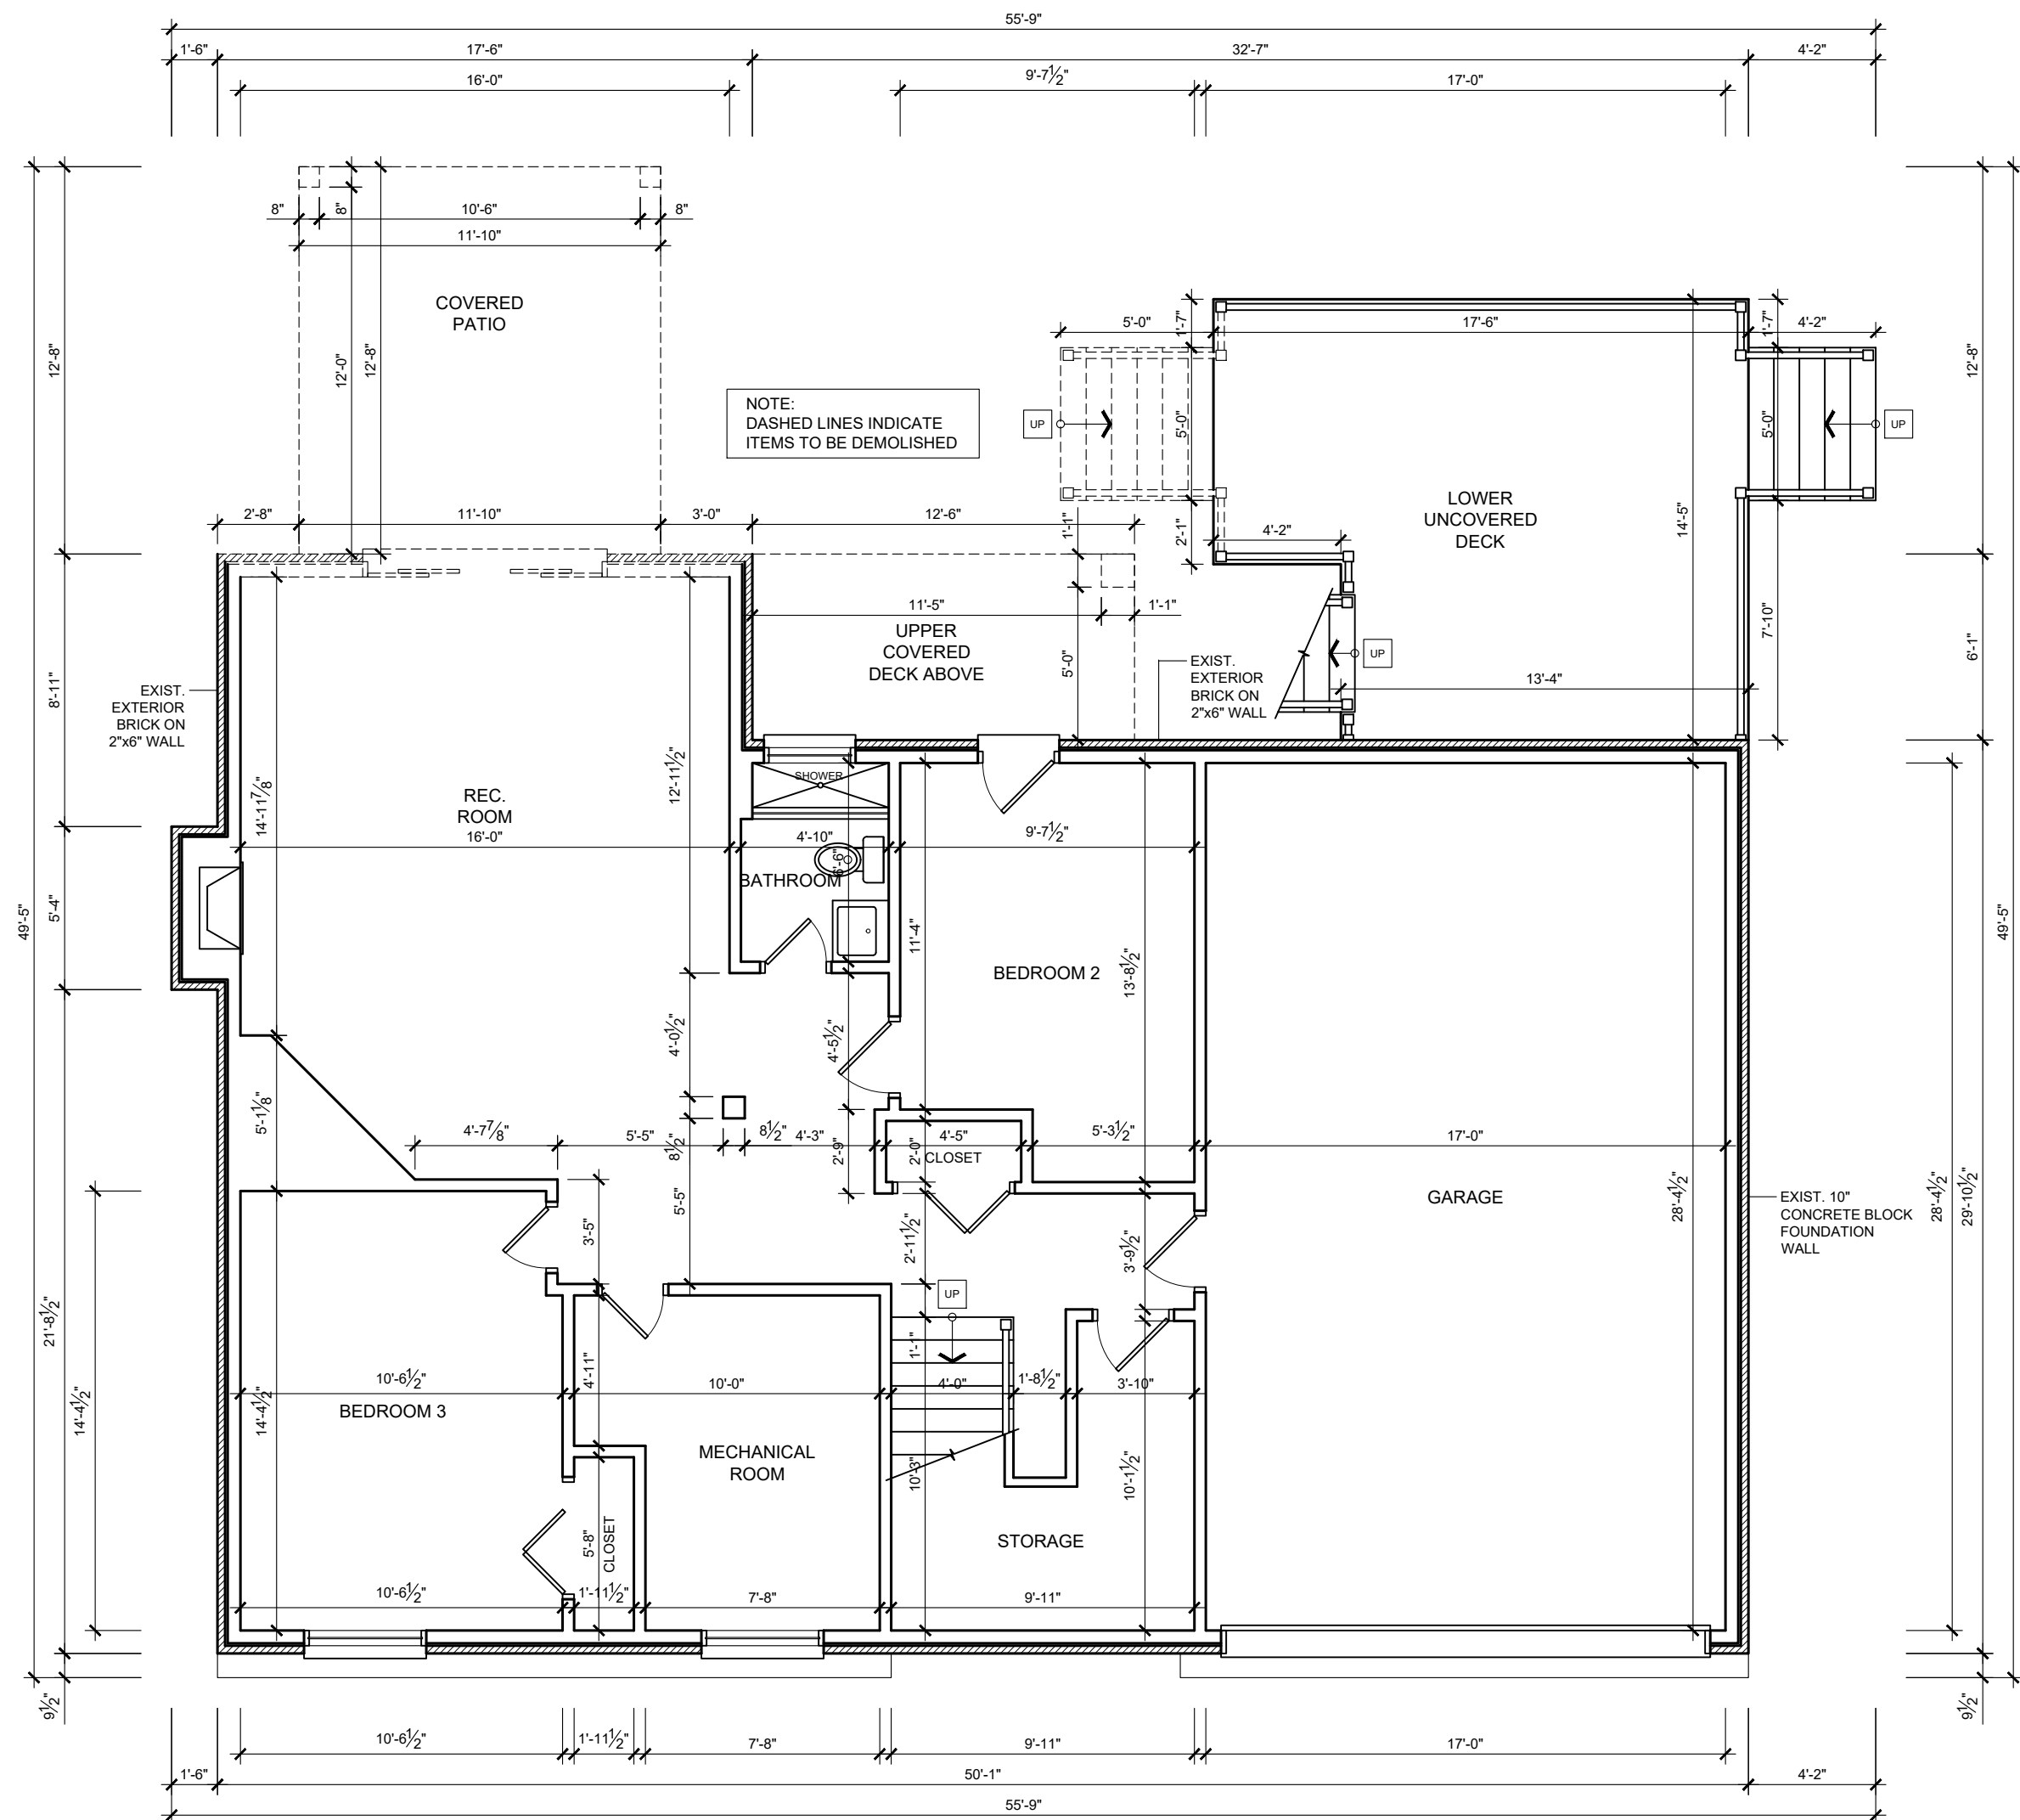 55'-9"
1'-6" 17'-6" 32'-7" 4'-2"
16'-0" 9'-7½" 17'-0"
8" 8" 10'-6" 8"
11'-10"
COVERED
PATIO
12'-8"
12'-0"
12'-8"
5'-0" 1'-7" 17'-6" 1'-7" 4'-2"
12'-8"
NOTE:
DASHED LINES INDICATE
ITEMS TO BE DEMOLISHED
UP
5'-0"
5'-0"
UP
LOWER
UNCOVERED
DECK
14'-5"
2'-8" 11'-10" 3'-0" 12'-6" 1'-1" 2'-1" 4'-2"
11'-5" 1'-1"
UPPER
COVERED
DECK ABOVE
5'-0"
UP
7'-10"
6'-1"
EXIST.
EXTERIOR
BRICK ON
2"x6" WALL
13'-4"
8'-11"
EXIST.
EXTERIOR
BRICK ON
2"x6" WALL
14'-11⅞"
12'-11½"
SHOWER
REC.
ROOM
16'-0" 4'-10" 9'-7½"
6'-6"
BATHROOM
49'-5"
5'-4"
11'-4"
13'-8½"
BEDROOM 2
49'-5"
4'-0½"
4'-5½"
5'-1⅛"
4'-7⅞" 5'-5" 8½" 8½" 4'-3" 2'-9" 2'-0" 4'-5" 5'-3½" 17'-0"
CLOSET
GARAGE
28'-4½"
EXIST. 10"
CONCRETE BLOCK
FOUNDATION
WALL
28'-4½"
29'-10½"
5'-5"
3'-5"
2'-11½"
3'-9½"
UP
21'-8½"
14'-4½"
14'-4½"
1'-1"
4'-11"
10'-6½" 10'-0" 4'-0" 1'-8½" 3'-10"
BEDROOM 3
MECHANICAL
ROOM
10'-3"
10'-1½"
STORAGE
5'-8"
CLOSET
10'-6½" 1'-11½" 7'-8" 9'-11"
9½"
9½"
10'-6½" 1'-11½" 7'-8" 9'-11" 17'-0"
1'-6" 50'-1" 4'-2"
55'-9"